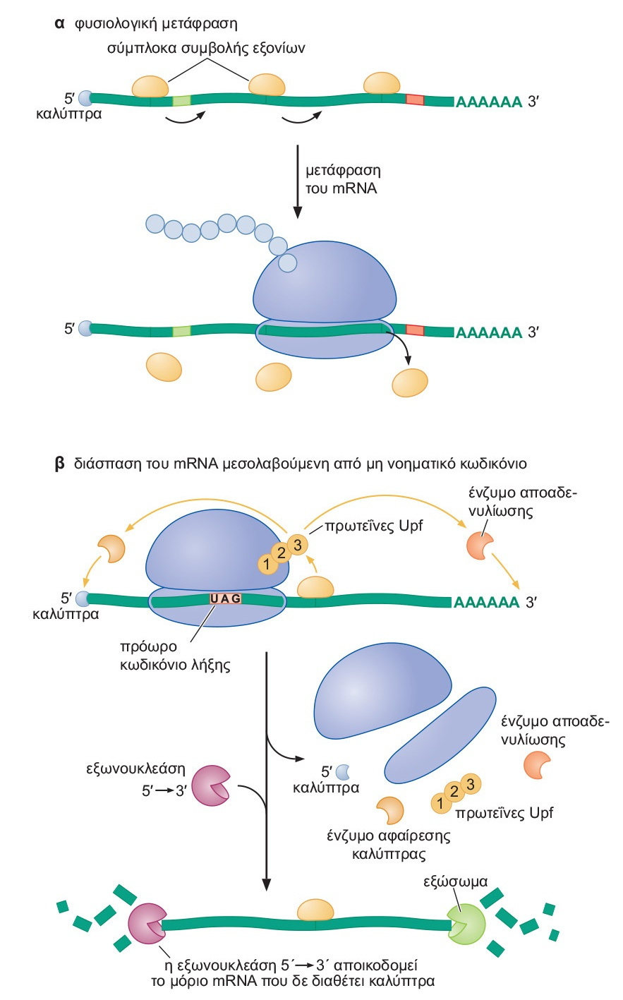 α φυσιολογική μετάφραση
σύμπλοκα συμβολής εξονίων
5′
καλύπτρα
AAAAAA 3′
μετάφραση
του mRNA
5′
AAAAAA 3′
β διάσπαση του mRNA μεσολαβούμενη από μη νοηματικό κωδικόνιο
ένζυμο αποαδε-
νυλίωσης
πρωτεΐνες Upf
1 2 3
5′
καλύπτρα
UAG
AAAAAA 3′
πρόωρο
κωδικόνιο λήξης
ένζυμο αποαδε-
νυλίωσης
εξωνουκλεάση
5′→3′
5′
καλύπτρα
1 2 3
πρωτεΐνες Upf
ένζυμο αφαίρεσης
καλύπτρας
εξώσωμα
η εξωνουκλεάση 5΄→3΄ αποικοδομεί
το μόριο mRNA που δε διαθέτει καλύπτρα